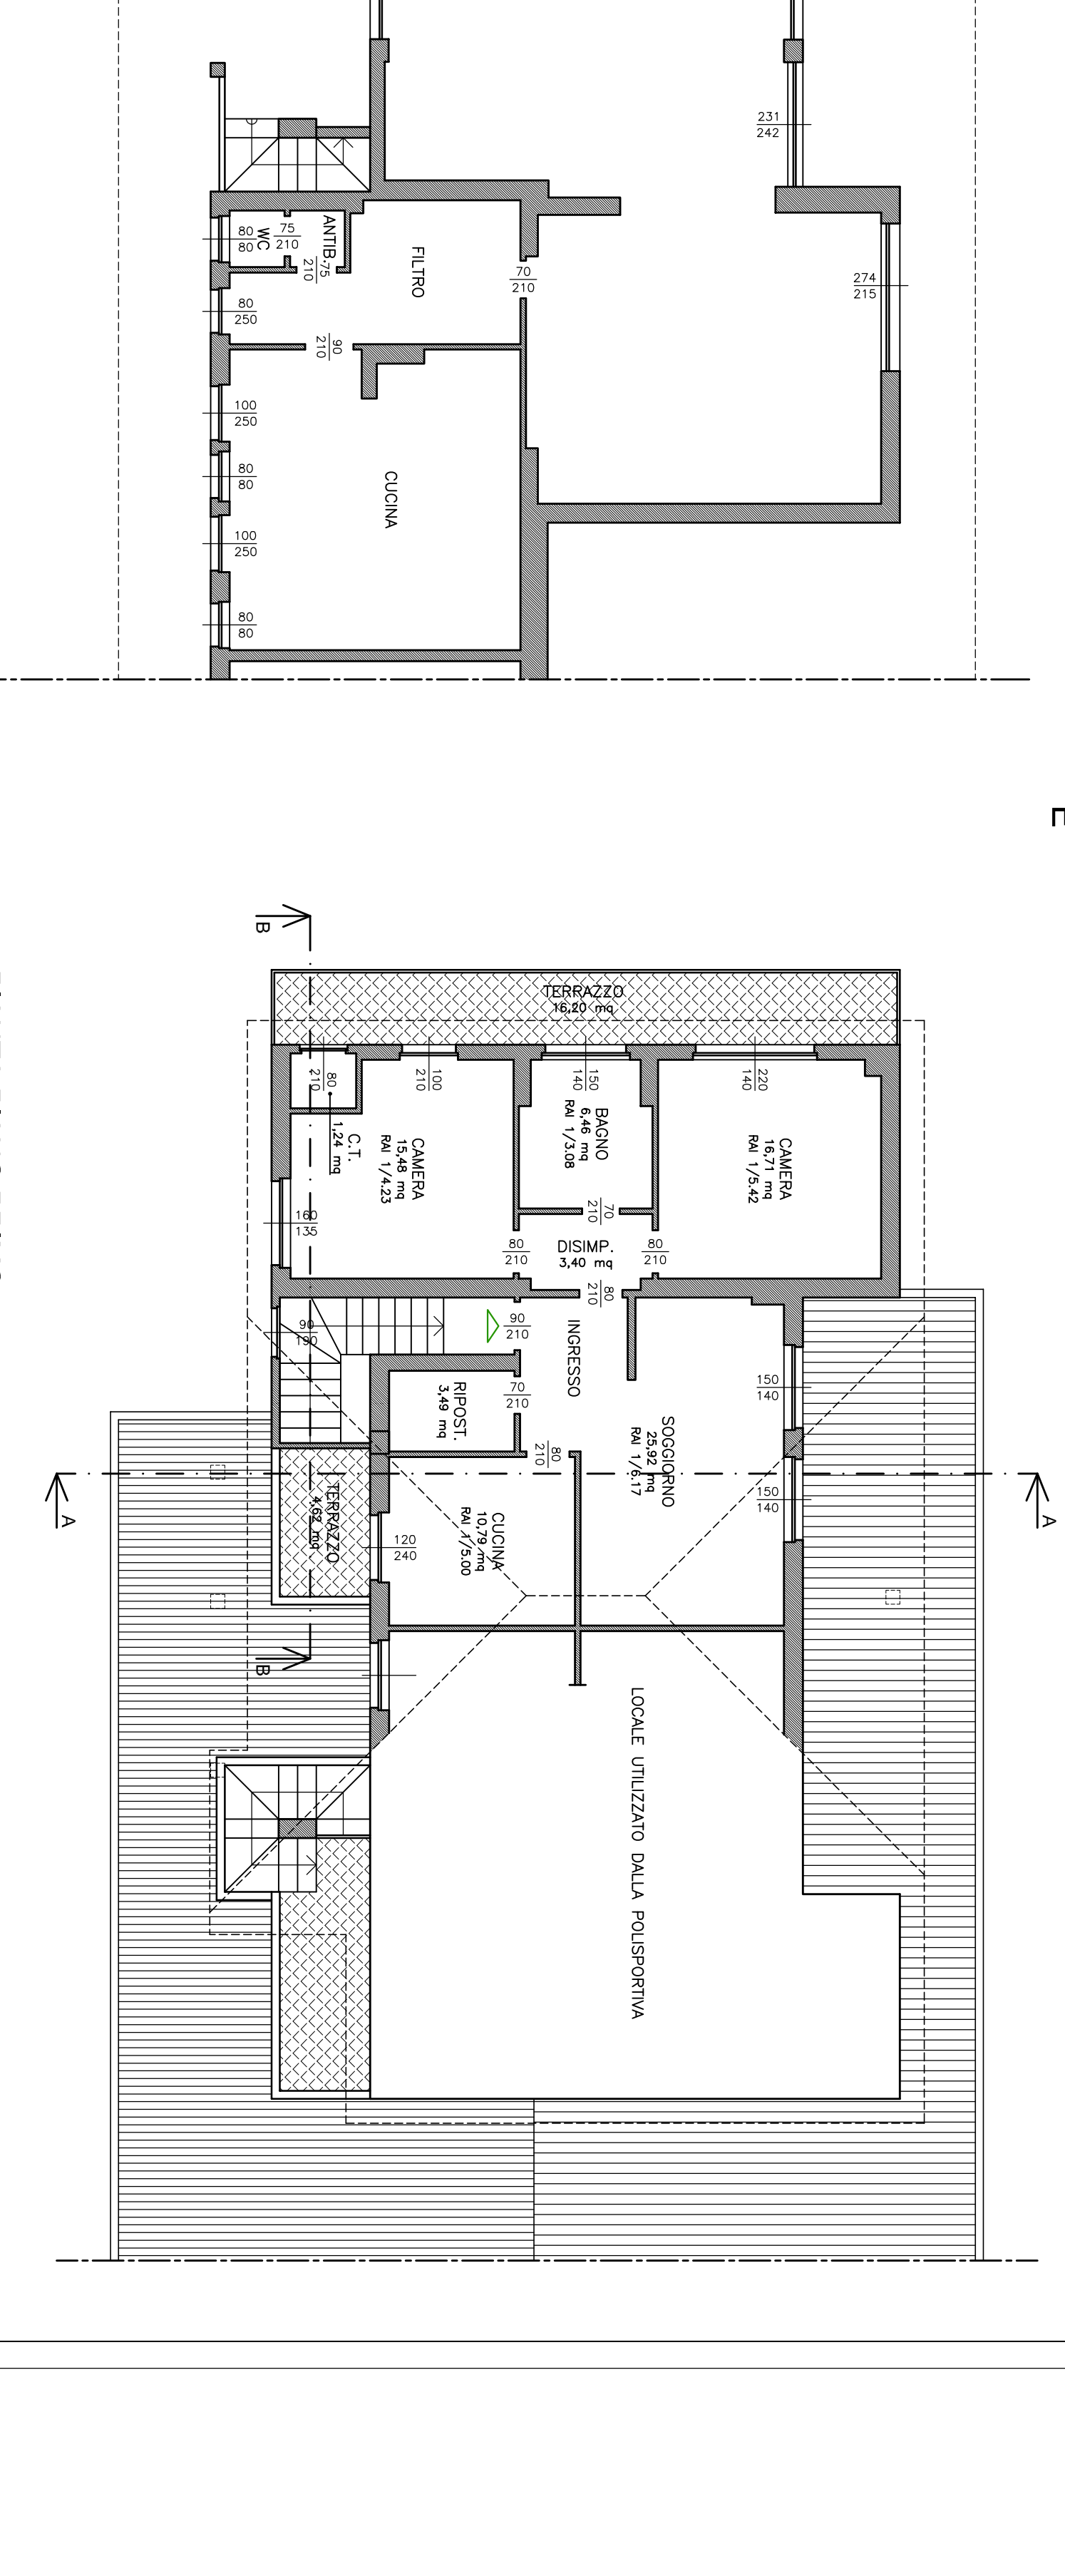 231
242
274
215
ANTIB.
75
210
WC
75
210
80
80
FILTRO
70
210
80
250
90
210
100
250
CUCINA
80
80
100
250
80
80
B
TERRAZZO
16,20 mq
80
210
100
210
150
140
220
140
C.T.
1,24 mq
CAMERA
15,48 mq
RAI 1/4.23
BAGNO
6,46 mq
RAI 1/3.08
CAMERA
16,71 mq
RAI 1/5.42
160
135
70
210
80
210
DISIMP.
3,40 mq
80
210
80
210
90
190
90
210
INGRESSO
150
140
RIPOST.
3,49 mq
70
210
80
210
SOGGIORNO
25,92 mq
RAI 1/6.17
150
140
A
A
TERRAZZO
4,62 mq
120
240
CUCINA
10,79 mq
RAI 1/5.00
B
LOCALE UTILIZZATO DALLA POLISPORTIVA